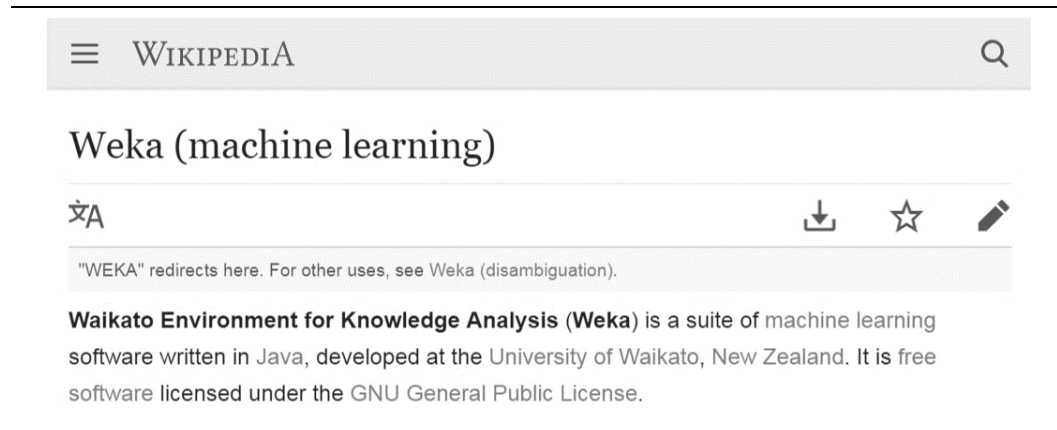 WIKIPEDIA
Weka (machine learning)
文A
"WEKA" redirects here. For other uses, see Weka (disambiguation).
Waikato Environment for Knowledge Analysis (Weka) is a suite of machine learning
software written in Java, developed at the University of Waikato, New Zealand. It is free
software licensed under the GNU General Public License.